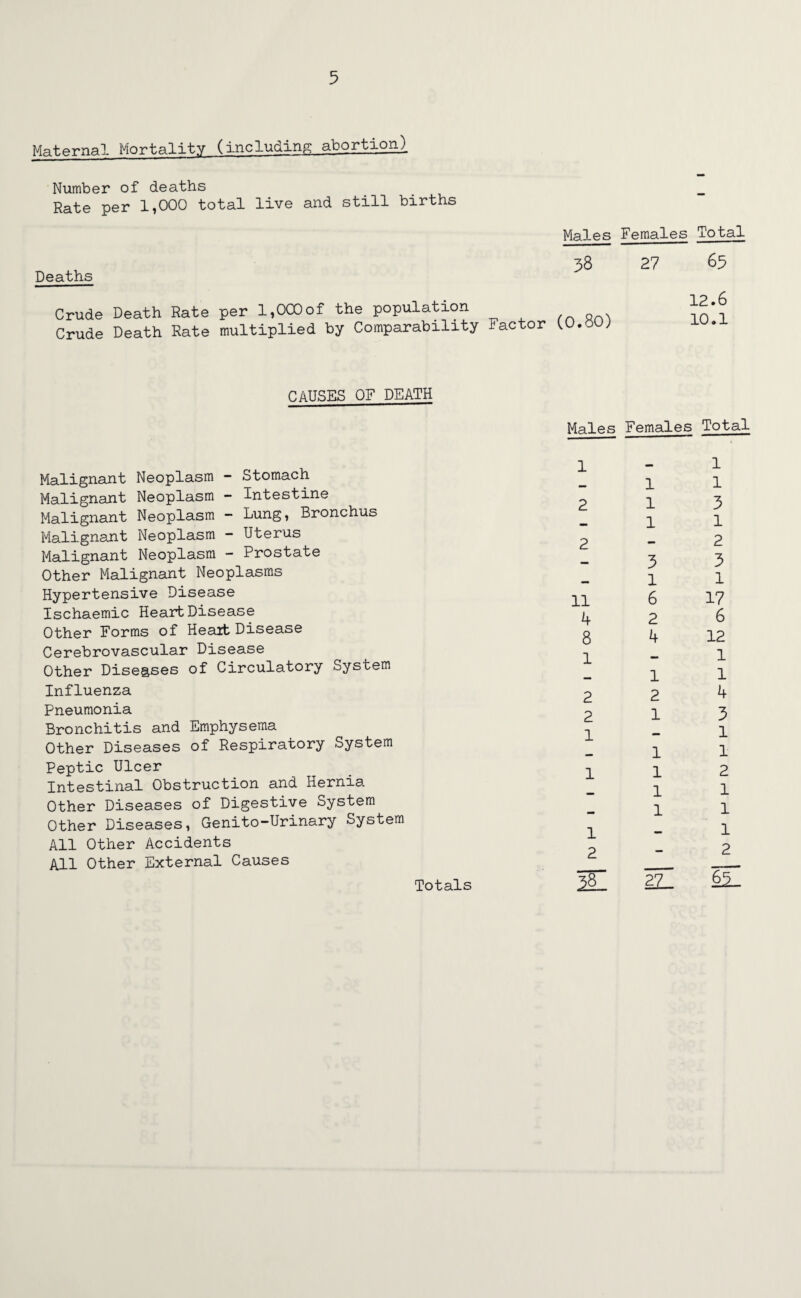 5
Maternal Mortality (including abortion)
Number of deaths -
Rate per 1,000 total live and still births -
Males Females Total
Deaths 38 27 65
Crude Death Rate per 1,000 of the population 12.6
Crude Death Rate multiplied by Comparability Factor (0.80) 10.1
CAUSES OF DEATH
Males Females Total
Malignant Neoplasm - Stomach 1 - 1
Malignant Neoplasm - Intestine - 1 1
Malignant Neoplasm - Lung, Bronchus 2 1 3
Malignant Neoplasm - Uterus - 1 1
Malignant Neoplasm - Prostate 2 - 2
Other Malignant Neoplasms - 3 3
Hypertensive Disease - 1 1
Ischaemic Heart Disease 11 6 17
Other Forms of Heart Disease 4 2 6
Cerebrovascular Disease 8 4 12
Other Diseases of Circulatory System 1 - 1
Influenza - 1 1
Pneumonia 2 2 4
Bronchitis and Emphysema 2 1 3
Other Diseases of Respiratory System 1 - 1
Peptic Ulcer - 1 1
Intestinal Obstruction and Hernia 1 1 2
Other Diseases of Digestive System - 1 1
Other Diseases, Genito-Urinary System - 1 1
All Other Accidents 1 - 1
All Other External Causes 2 - 2
Totals 38 27 65